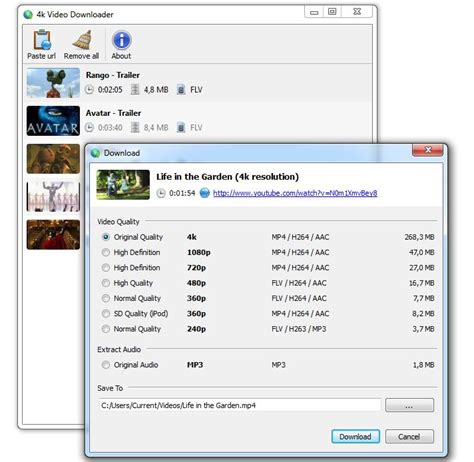 4k Video Downloader
Paste url Remove all About
Rango - Trailer
0:02:05 4,8 MB FLV
Avatar - Trailer
0:03:40 8,4 MB FLV
AVATAR
Download
Life in the Garden (4k resolution)
0:01:54 http://www.youtube.com/watch?v=N0m1XmvBey8
Video Quality
Original Quality 4k MP4 / H264 / AAC 268,3 MB
High Definition 1080p MP4 / H264 / AAC 47,0 MB
High Definition 720p MP4 / H264 / AAC 27,0 MB
High Quality 480p FLV / H264 / AAC 16,7 MB
Normal Quality 360p FLV / H264 / AAC 7,7 MB
SD Quality (iPod) 360p MP4 / H264 / AAC 8,2 MB
Normal Quality 240p FLV / H263 / MP3 3,7 MB
Extract Audio
Original Audio MP3 MP3 1,8 MB
Save To
C:/Users/Current/Videos/Life in the Garden.mp4 ...
Download Cancel